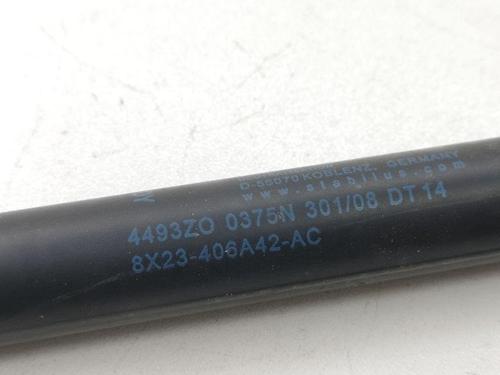 D-56070 KOBLENZ, GERMANY
www.stabilus.com
4493ZO 0375N 301/08 DT14
8X23-406A42-AC